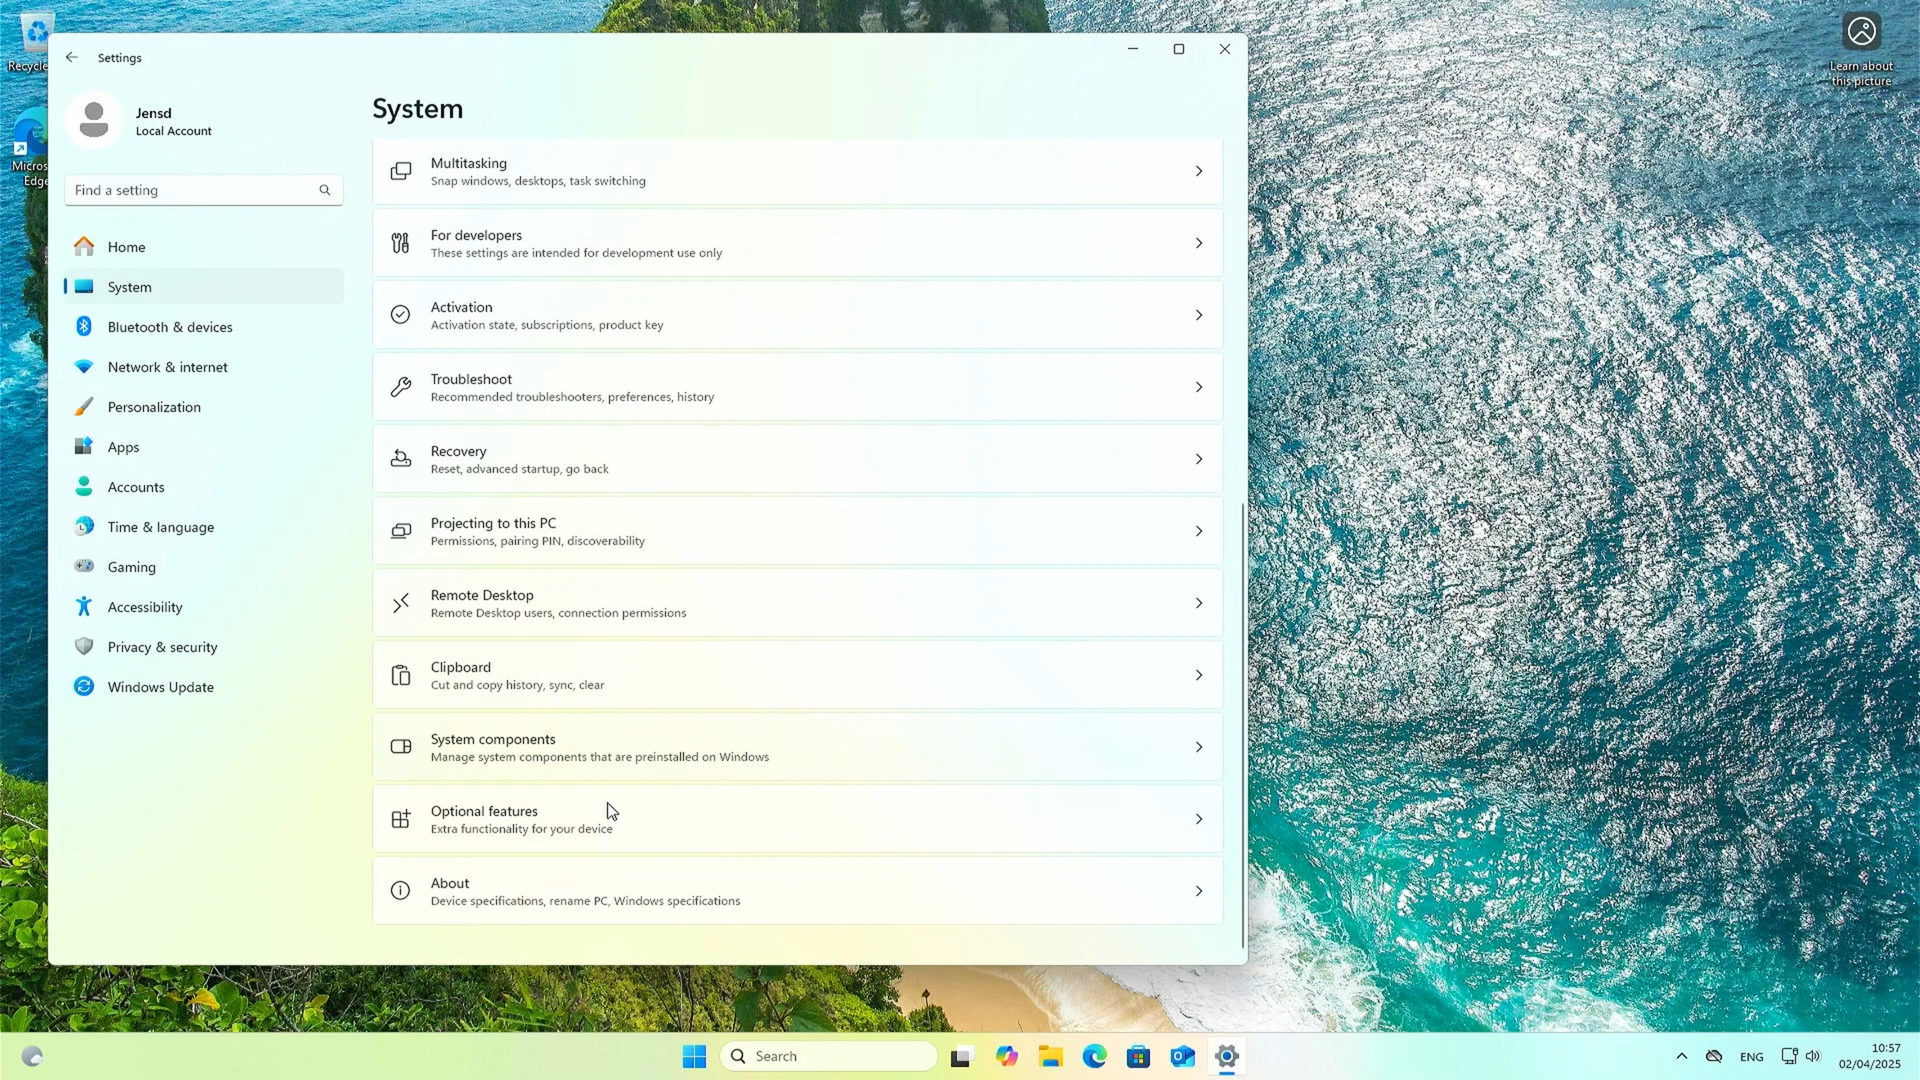 Recycle
Micros
Edge
Settings
Jensd
Local Account
Find a setting
Home
System
Bluetooth & devices
Network & internet
Personalization
Apps
Accounts
Time & language
Gaming
Accessibility
Privacy & security
Windows Update
System
Multitasking
Snap windows, desktops, task switching
For developers
These settings are intended for development use only
Activation
Activation state, subscriptions, product key
Troubleshoot
Recommended troubleshooters, preferences, history
Recovery
Reset, advanced startup, go back
Projecting to this PC
Permissions, pairing PIN, discoverability
Remote Desktop
Remote Desktop users, connection permissions
Clipboard
Cut and copy history, sync, clear
System components
Manage system components that are preinstalled on Windows
Optional features
Extra functionality for your device
About
Device specifications, rename PC, Windows specifications
Learn about
this picture
Search
ENG
10:57
02/04/2025